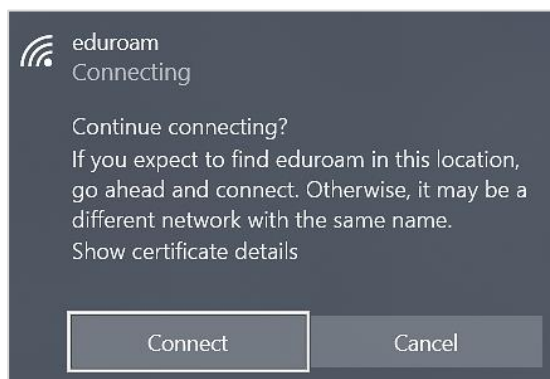 eduroam
Connecting
Continue connecting?
If you expect to find eduroam in this location,
go ahead and connect. Otherwise, it may be a
different network with the same name.
Show certificate details
Connect
Cancel